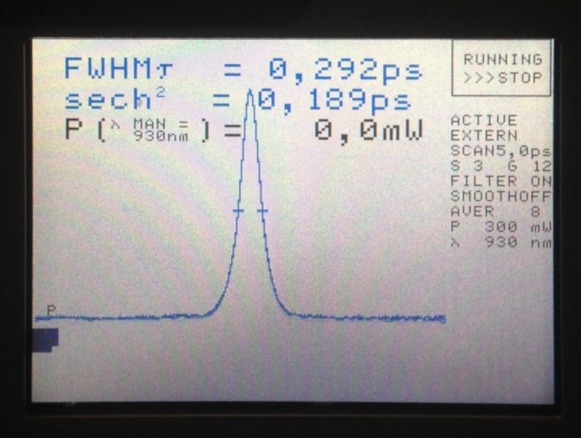 FWHMτ = 0,292ps
sech² = 0,189ps
P (λ MAN = 930nm) = 0,0mW
RUNNING
>>>STOP
ACTIVE
EXTERN
SCAN5,0ps
S 3 G 12
FILTER ON
SMOOTHOFF
AVER 8
P 300 mW
λ 930 nm
P